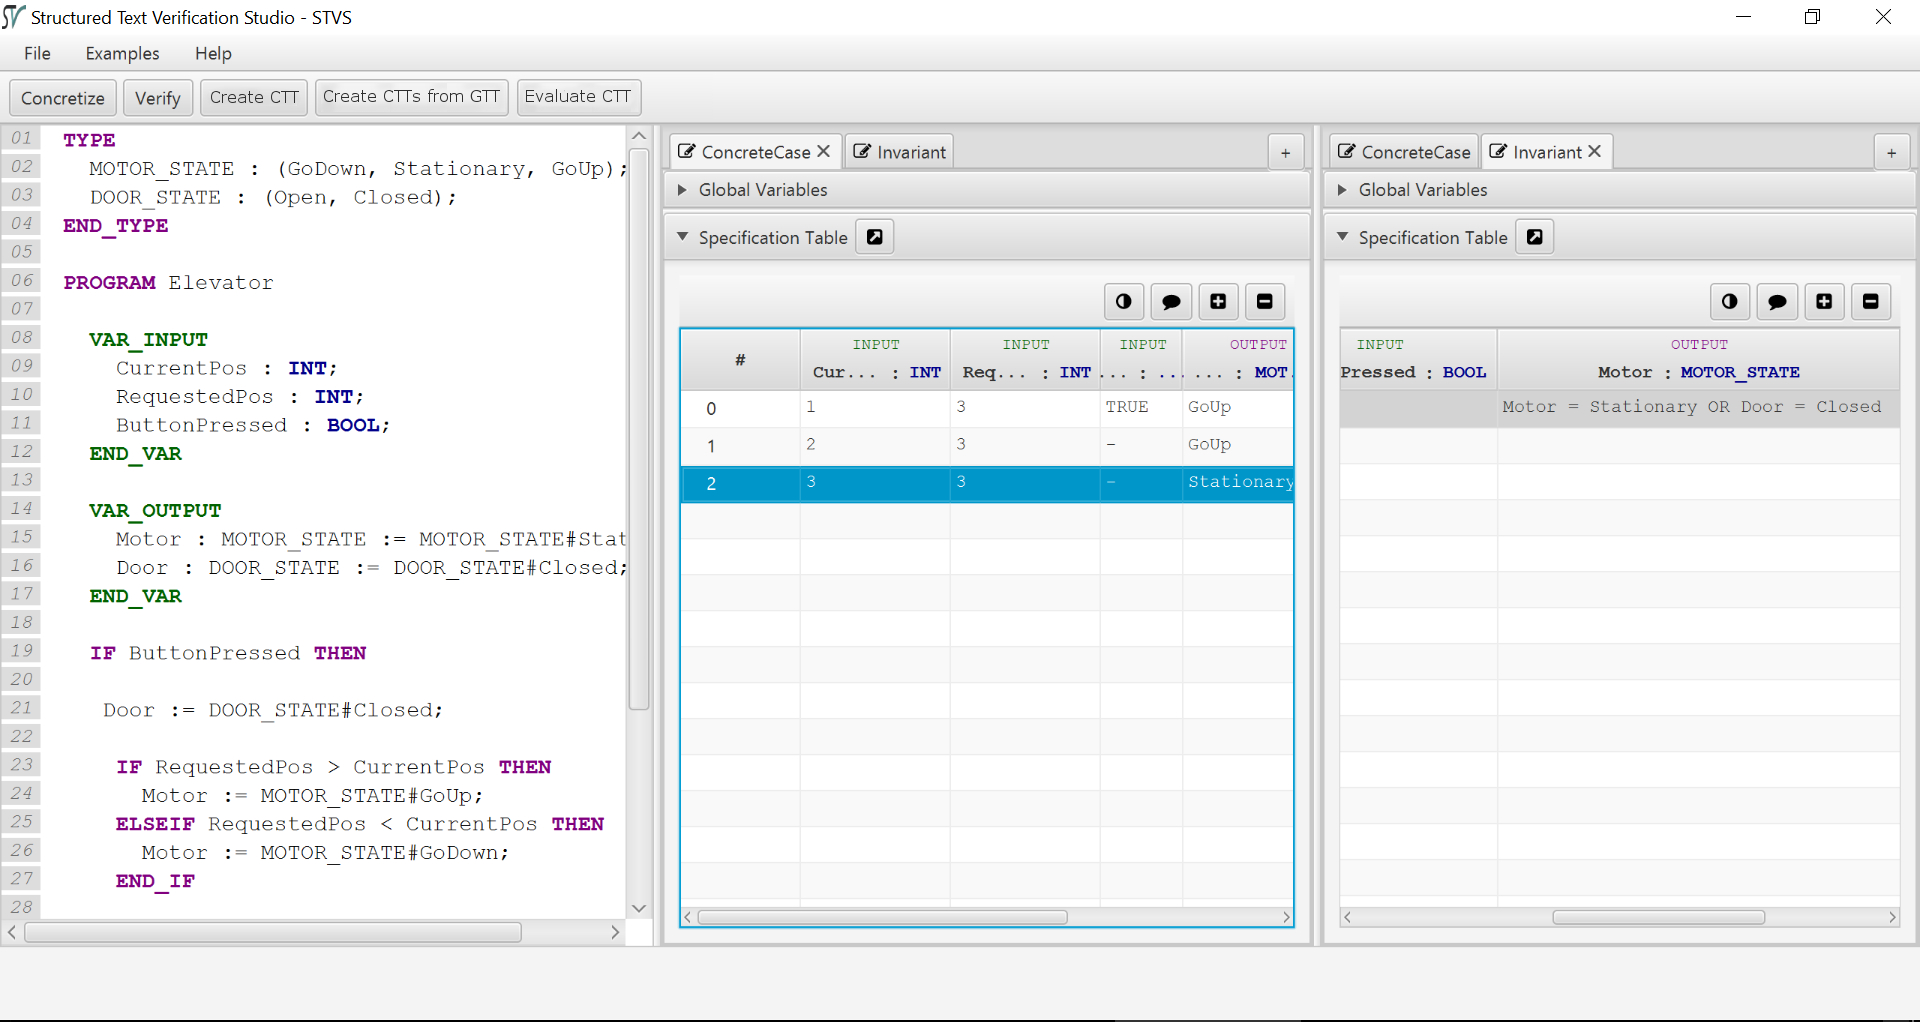 Structured Text Verification Studio - STVS
File Examples Help
Concretize Verify Create CTT Create CTTs from GTT Evaluate CTT
01 TYPE
02 MOTOR_STATE : (GoDown, Stationary, GoUp);
03 DOOR_STATE : (Open, Closed);
04 END_TYPE
05
06 PROGRAM Elevator
07
08 VAR_INPUT
09 CurrentPos : INT;
10 RequestedPos : INT;
11 ButtonPressed : BOOL;
12 END_VAR
13
14 VAR_OUTPUT
15 Motor : MOTOR_STATE := MOTOR_STATE#Stat
16 Door : DOOR_STATE := DOOR_STATE#Closed;
17 END_VAR
18
19 IF ButtonPressed THEN
20
21 Door := DOOR_STATE#Closed;
22
23 IF RequestedPos > CurrentPos THEN
24 Motor := MOTOR_STATE#GoUp;
25 ELSEIF RequestedPos < CurrentPos THEN
26 Motor := MOTOR_STATE#GoDown;
27 END_IF
28
ConcreteCase Invariant +
Global Variables
Specification Table
# INPUT INPUT INPUT OUTPUT
Cur... : INT Req... : INT ... : ... ... : MOT.
0 1 3 TRUE GoUp
1 2 3 - GoUp
2 3 3 - Stationary
ConcreteCase Invariant +
Global Variables
Specification Table
INPUT OUTPUT
Pressed : BOOL Motor : MOTOR_STATE
Motor = Stationary OR Door = Closed